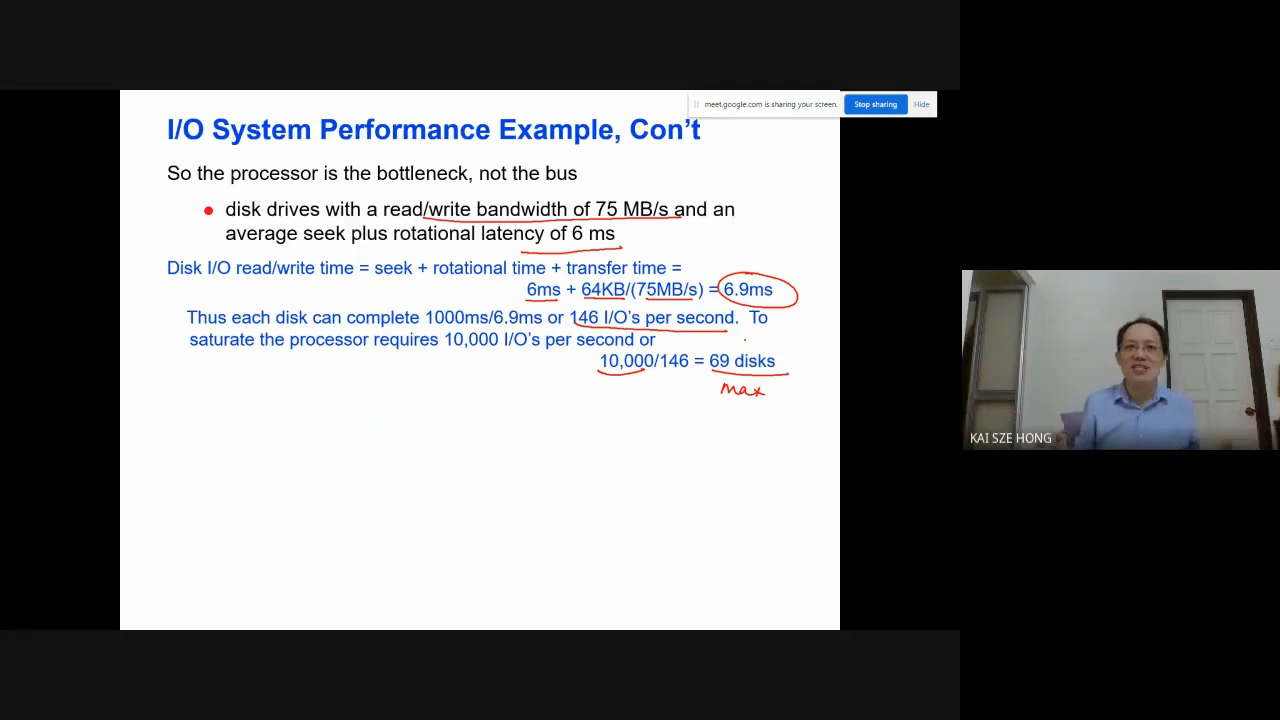 meet.google.com is sharing your screen.
Stop sharing
Hide
I/O System Performance Example, Con't
So the processor is the bottleneck, not the bus
disk drives with a read/write bandwidth of 75 MB/s and an
average seek plus rotational latency of 6 ms
Disk I/O read/write time = seek + rotational time + transfer time =
6ms + 64KB/(75MB/s) = 6.9ms
Thus each disk can complete 1000ms/6.9ms or 146 I/O's per second. To
saturate the processor requires 10,000 I/O's per second or
10,000/146 = 69 disks
max
KAI SZE HONG